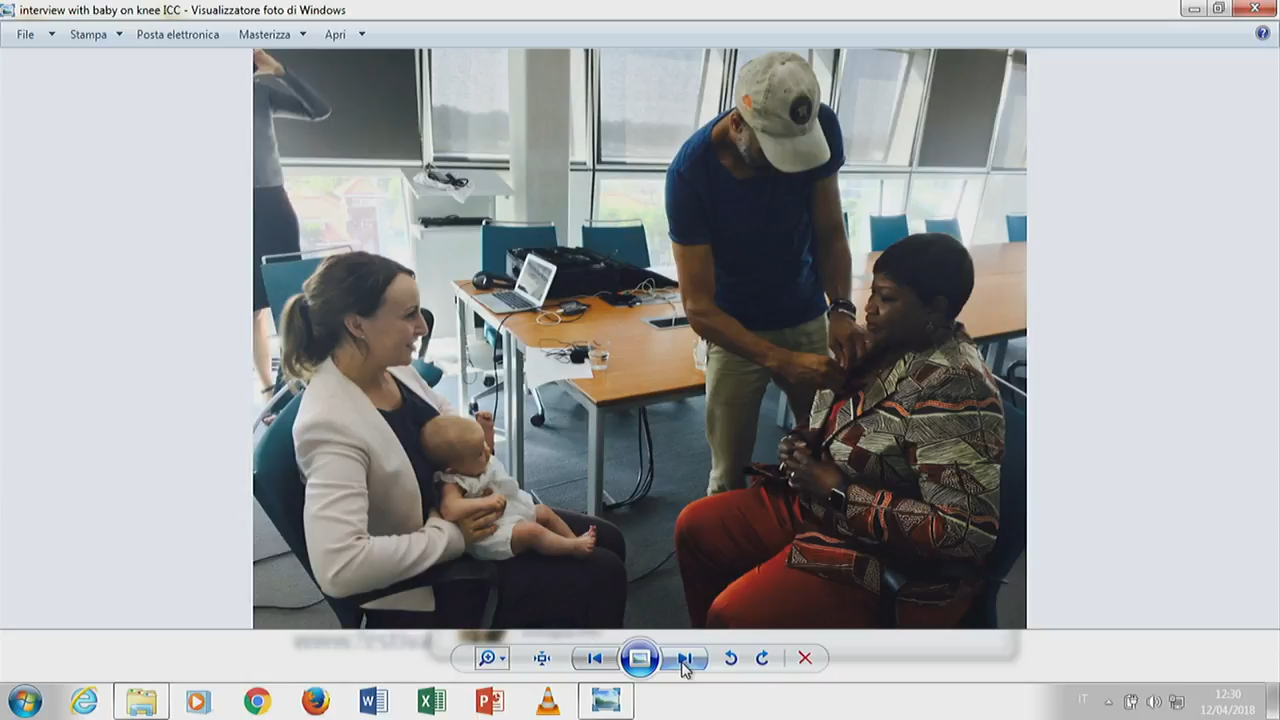 interview with baby on knee ICC - Visualizzatore foto di Windows
File Stampa Posta elettronica Masterizza Apri
IT 12:30
12/04/2018